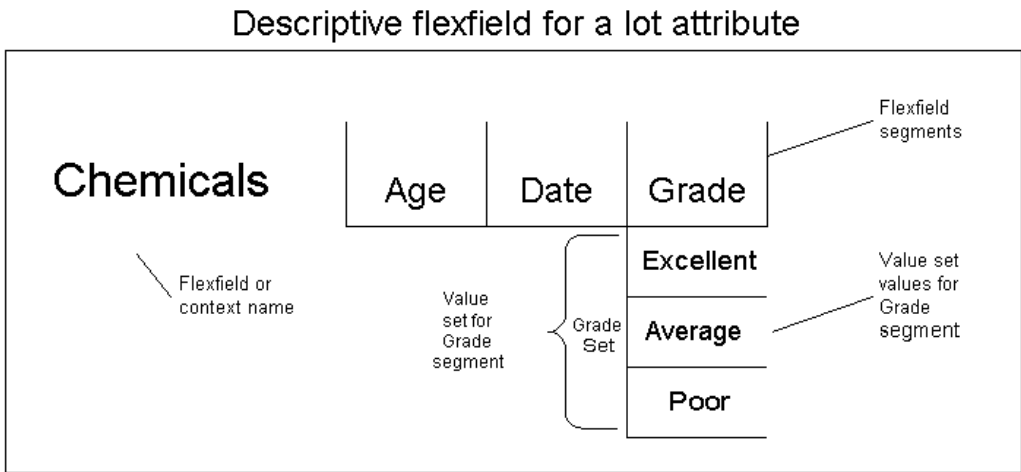 Descriptive flexfield for a lot attribute
Flexfield
segments
Chemicals
Age
Date
Grade
Flexfield or
context name
Value
set for
Grade
segment
Grade
Set
Excellent
Average
Poor
Value set
values for
Grade
segment